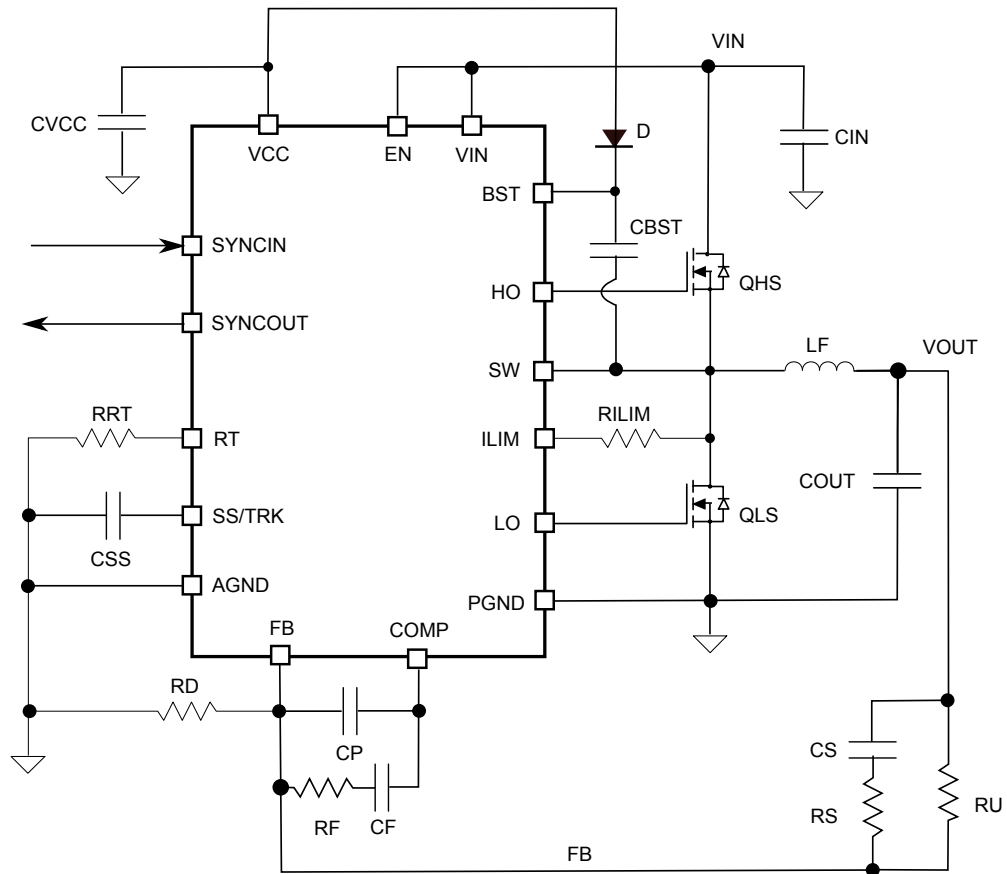 VIN
CVCC
D
CIN
VCC
EN
VIN
BST
CBST
SYNCIN
QHS
HO
SYNCOUT
LF
VOUT
SW
RRT
RILIM
RT
ILIM
COUT
SS/TRK
LO
QLS
CSS
AGND
PGND
FB
COMP
RD
CP
CS
RS
RU
RF
CF
FB